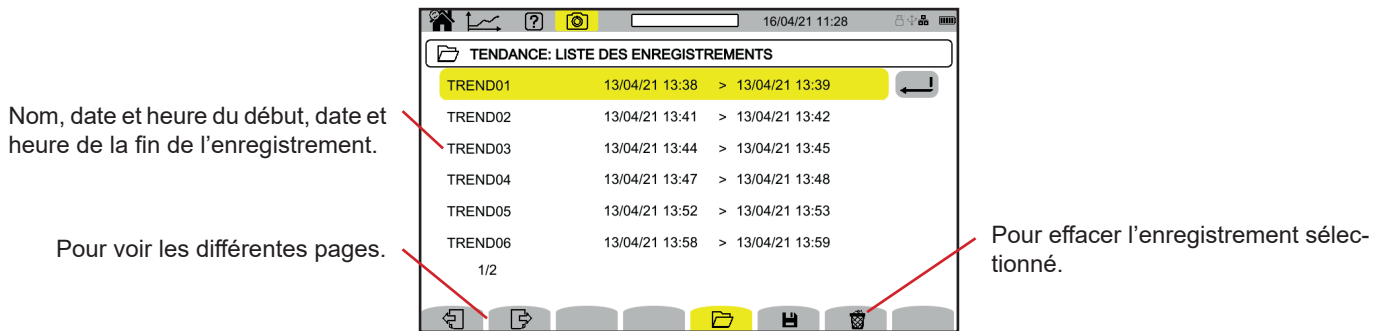 16/04/21 11:28
TENDANCE: LISTE DES ENREGISTREMENTS
TREND01 13/04/21 13:38 > 13/04/21 13:39
TREND02 13/04/21 13:41 > 13/04/21 13:42
TREND03 13/04/21 13:44 > 13/04/21 13:45
TREND04 13/04/21 13:47 > 13/04/21 13:48
TREND05 13/04/21 13:52 > 13/04/21 13:53
TREND06 13/04/21 13:58 > 13/04/21 13:59
1/2
Nom, date et heure du début, date et
heure de la fin de l’enregistrement.
Pour voir les différentes pages.
Pour effacer l’enregistrement sélec-
tionné.